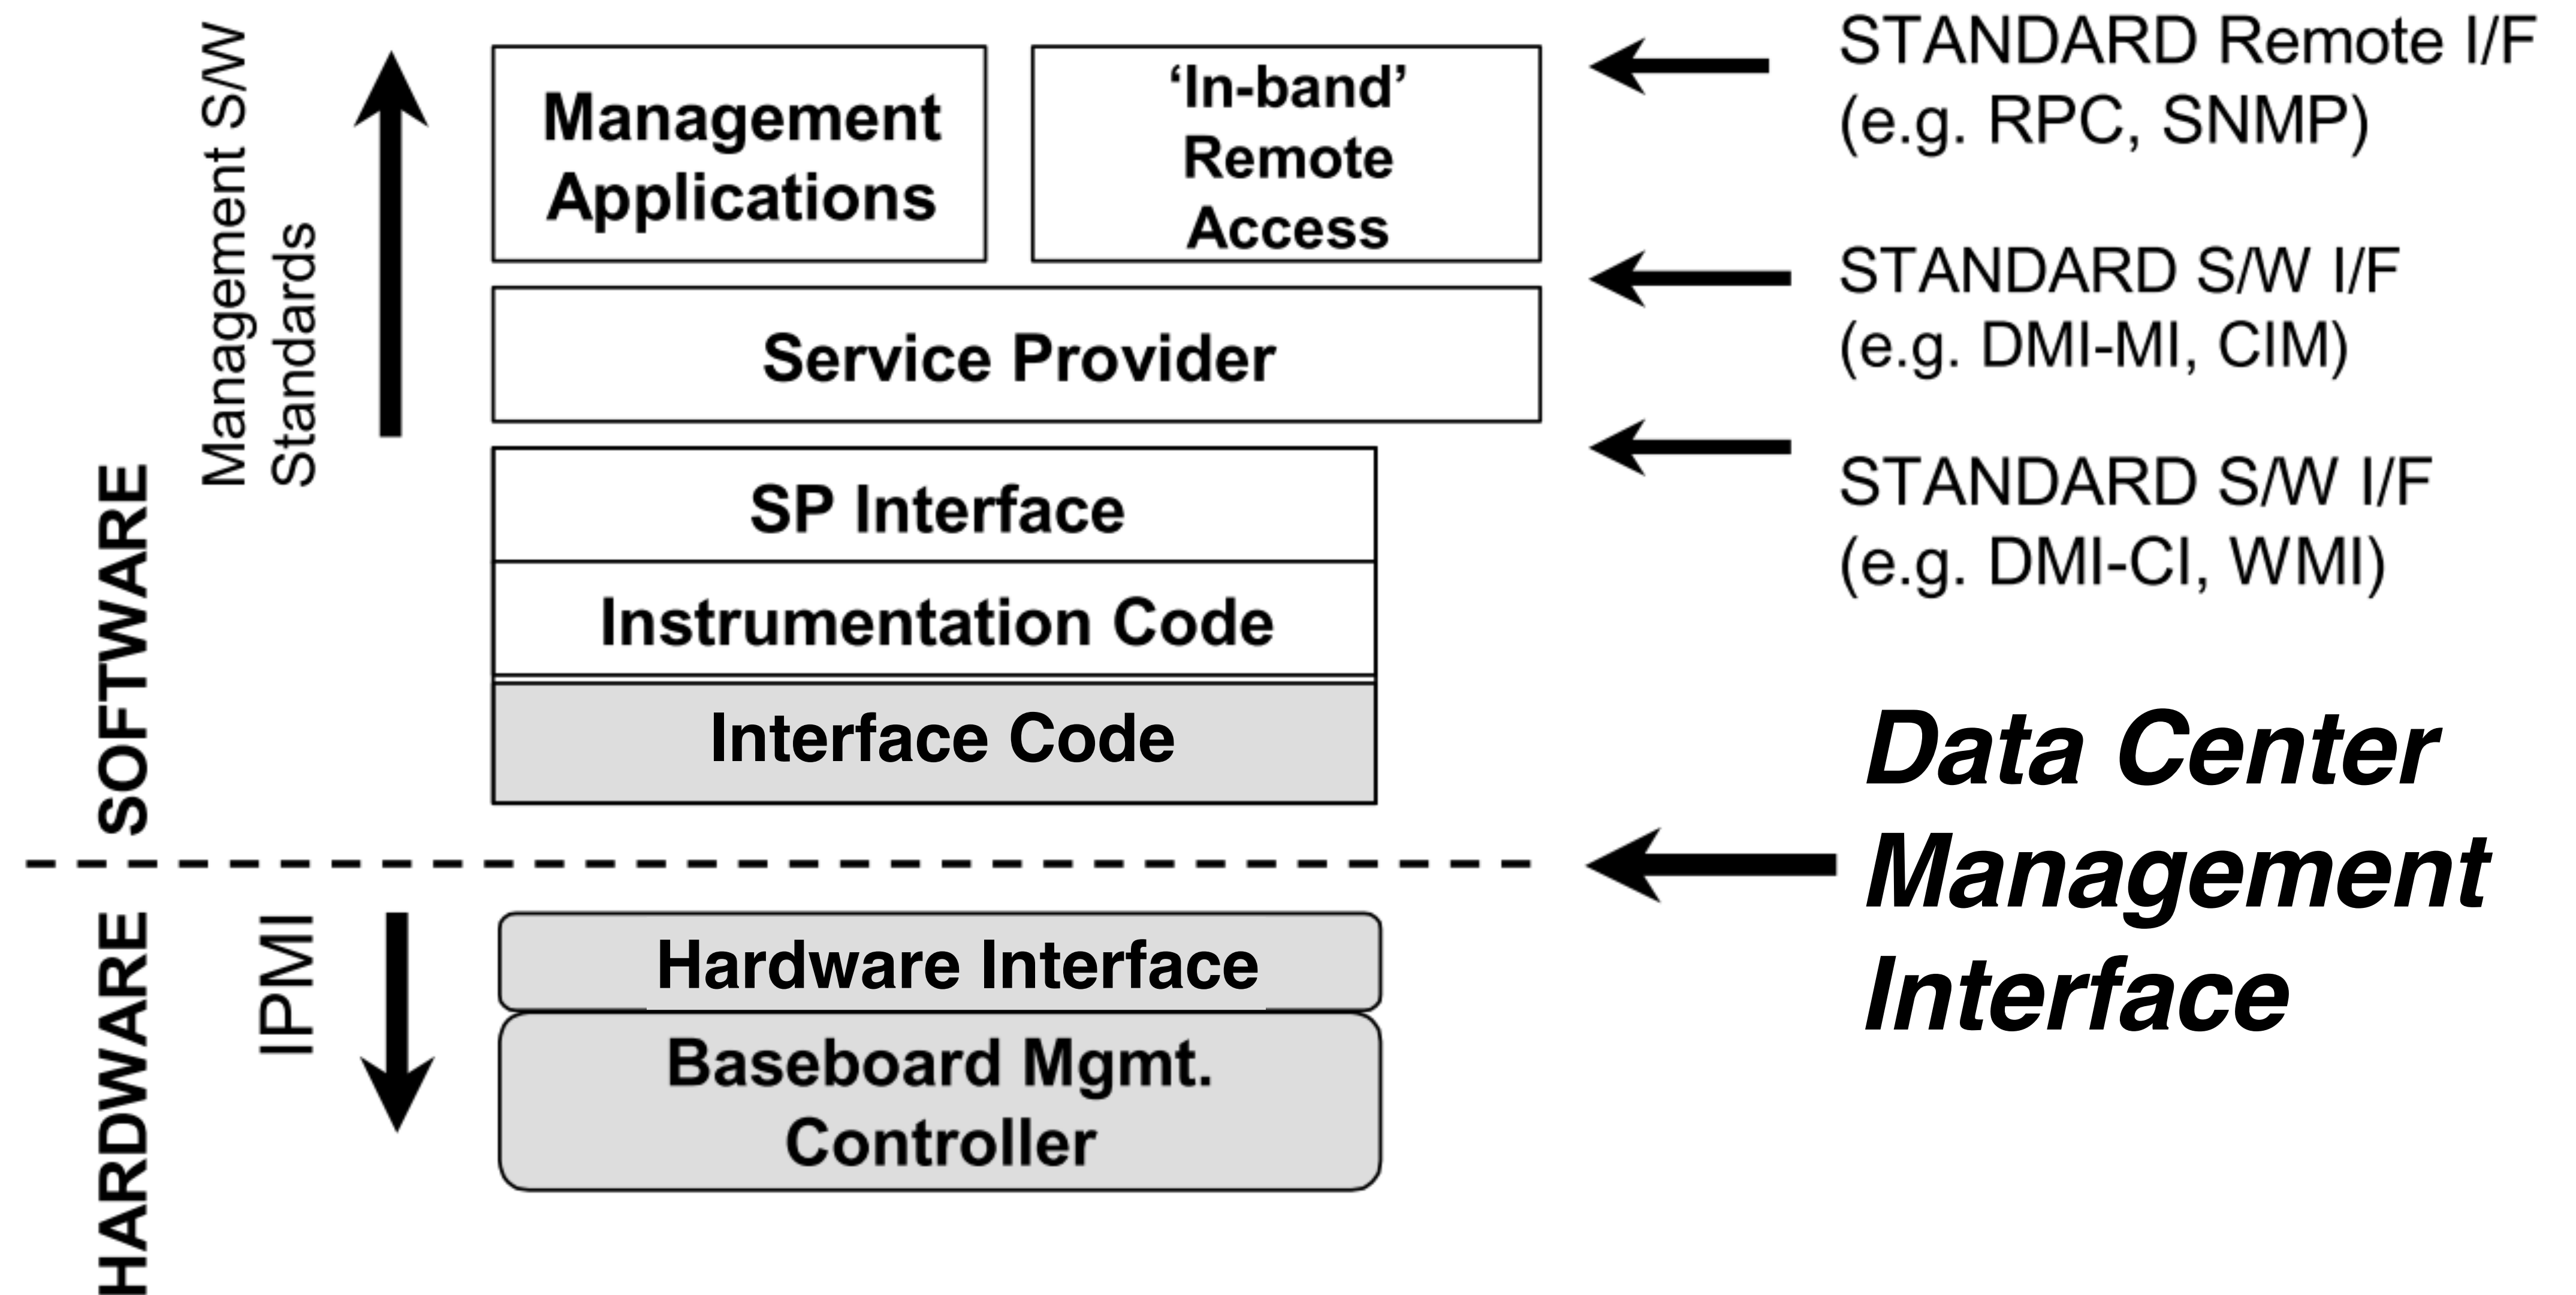 Management S/W
Standards
Management
Applications
‘In-band’
Remote
Access
STANDARD Remote I/F
(e.g. RPC, SNMP)
Service Provider
STANDARD S/W I/F
(e.g. DMI-MI, CIM)
SOFTWARE
SP Interface
Instrumentation Code
Interface Code
STANDARD S/W I/F
(e.g. DMI-CI, WMI)
Data Center
Management
Interface
HARDWARE
IPMI
Hardware Interface
Baseboard Mgmt.
Controller